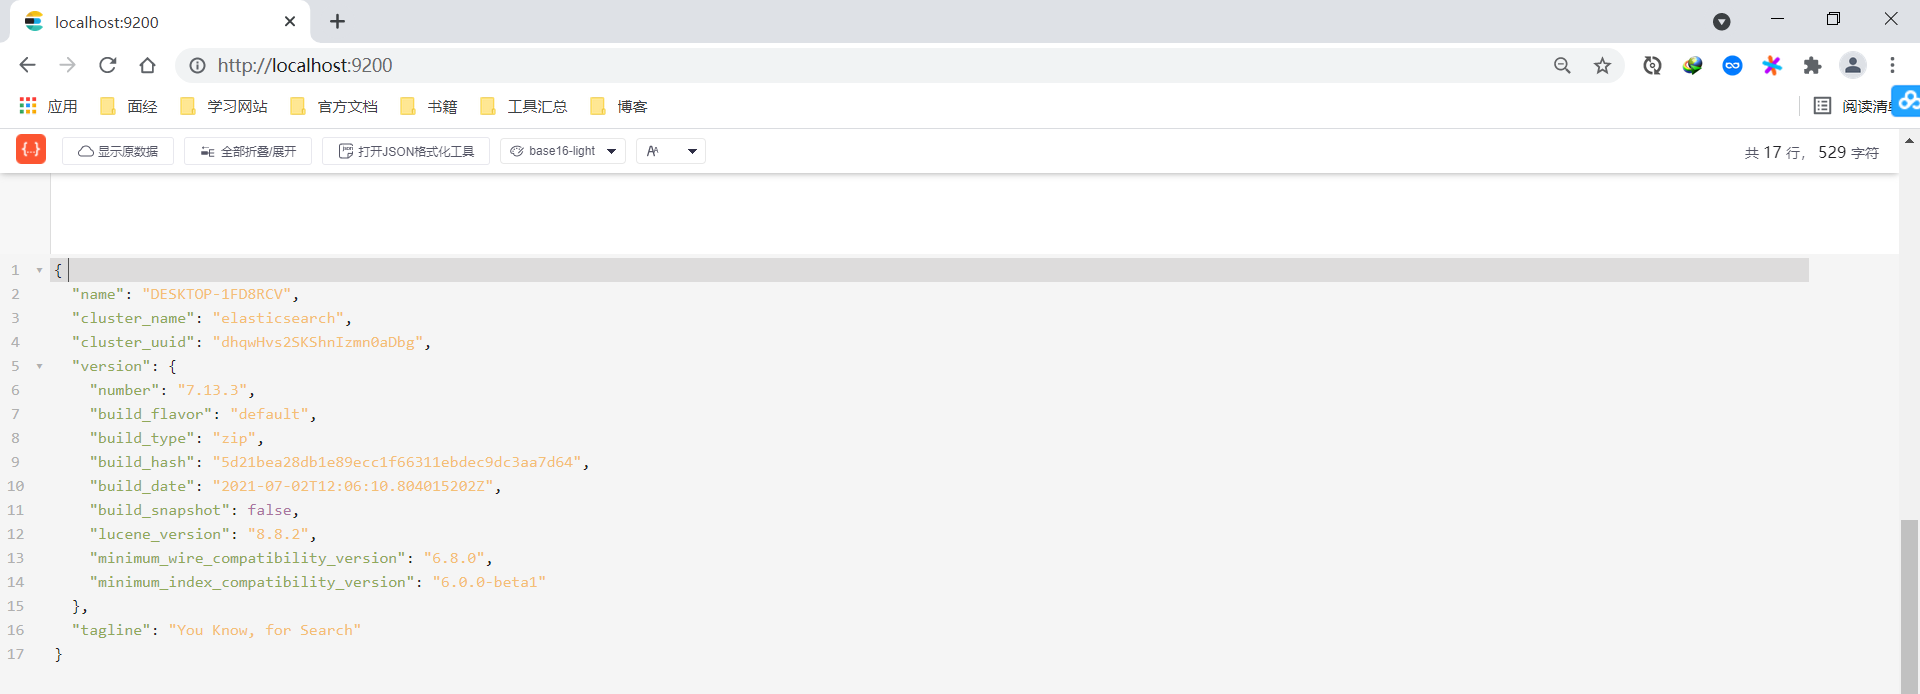 localhost:9200
http://localhost:9200
应用 面经 学习网站 官方文档 书籍 工具汇总 博客 阅读清单
显示原数据 全部折叠/展开 打开JSON格式化工具 base16-light 共 17 行, 529 字符
1 {
2 "name": "DESKTOP-1FD8RCV",
3 "cluster_name": "elasticsearch",
4 "cluster_uuid": "dhqwHvs2SKShnIzmn0aDbg",
5 "version": {
6 "number": "7.13.3",
7 "build_flavor": "default",
8 "build_type": "zip",
9 "build_hash": "5d21bea28db1e89ecc1f66311ebdec9dc3aa7d64",
10 "build_date": "2021-07-02T12:06:10.804015202Z",
11 "build_snapshot": false,
12 "lucene_version": "8.8.2",
13 "minimum_wire_compatibility_version": "6.8.0",
14 "minimum_index_compatibility_version": "6.0.0-beta1"
15 },
16 "tagline": "You Know, for Search"
17 }